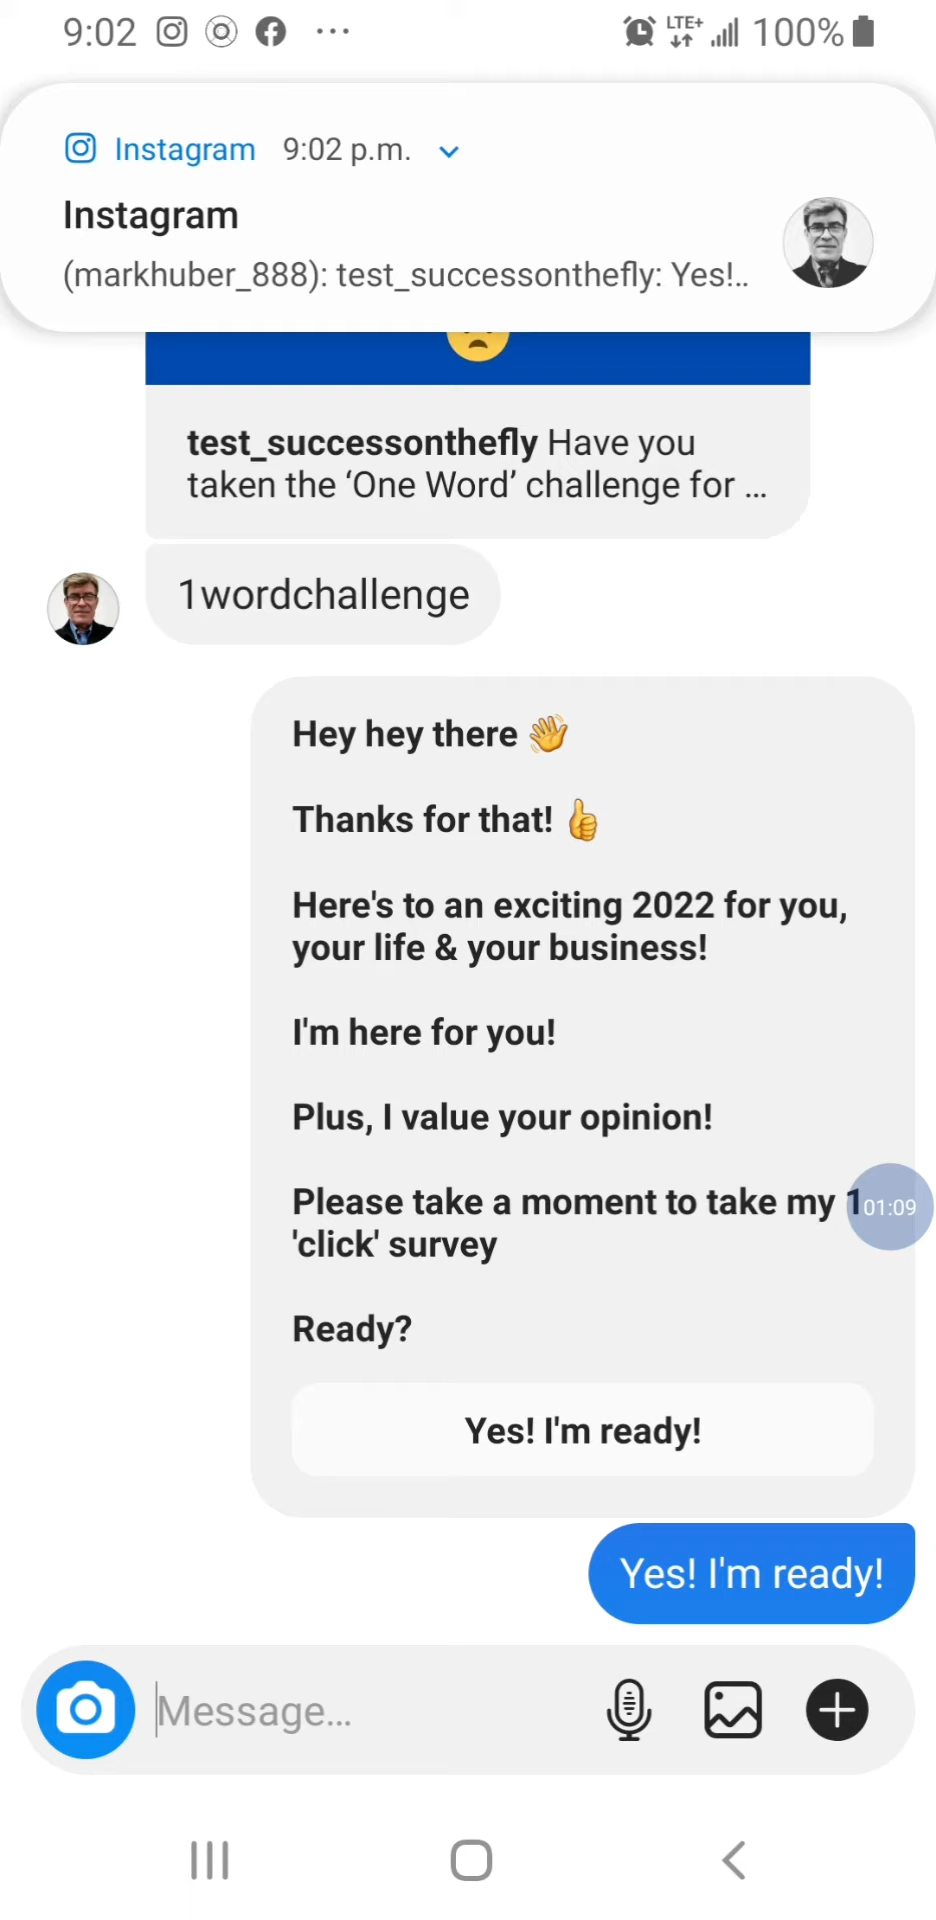 9:02 ... LTE+ 100%
Instagram 9:02 p.m.
Instagram
(markhuber_888): test_successonthefly: Yes!..
test_successonthefly Have you
taken the ‘One Word’ challenge for ...
1wordchallenge
Hey hey there
Thanks for that!
Here's to an exciting 2022 for you,
your life & your business!
I'm here for you!
Plus, I value your opinion!
Please take a moment to take my 1
01:09
'click' survey
Ready?
Yes! I'm ready!
Yes! I'm ready!
Message...